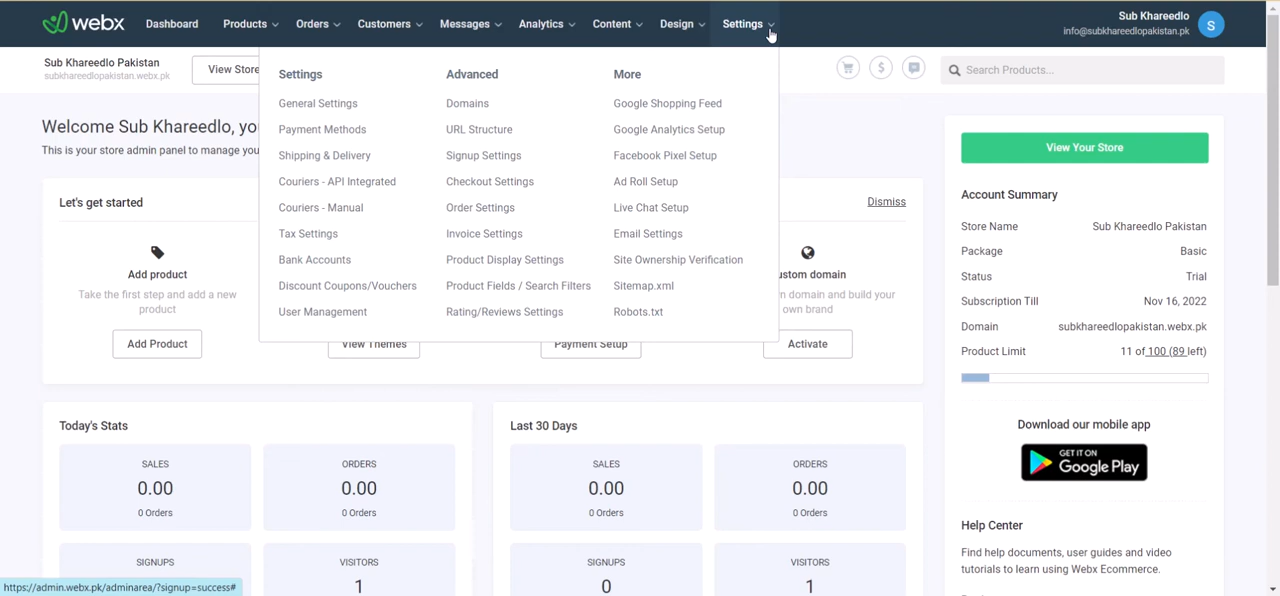 webx Dashboard Products Orders Customers Messages Analytics Content Design Settings
Sub Khareedlo
info@subkhareedlopakistan.pk
S
Sub Khareedlo Pakistan
subkhareedlopakistan.webx.pk
View Store
$
Search Products...
Settings
General Settings
Payment Methods
Shipping & Delivery
Couriers - API Integrated
Couriers - Manual
Tax Settings
Bank Accounts
Discount Coupons/Vouchers
User Management
Advanced
Domains
URL Structure
Signup Settings
Checkout Settings
Order Settings
Invoice Settings
Product Display Settings
Product Fields / Search Filters
Rating/Reviews Settings
More
Google Shopping Feed
Google Analytics Setup
Facebook Pixel Setup
Ad Roll Setup
Live Chat Setup
Email Settings
Site Ownership Verification
Sitemap.xml
Robots.txt
Welcome Sub Khareedlo, yo
This is your store admin panel to manage you
Let's get started
Dismiss
Add product
Take the first step and add a new
product
Add Product
View Themes
Payment Setup
ustom domain
n domain and build your
own brand
Activate
Today's Stats
SALES
0.00
0 Orders
ORDERS
0.00
0 Orders
SIGNUPS
VISITORS
1
Last 30 Days
SALES
0.00
0 Orders
ORDERS
0.00
0 Orders
SIGNUPS
0
VISITORS
1
View Your Store
Account Summary
Store Name Sub Khareedlo Pakistan
Package Basic
Status Trial
Subscription Till Nov 16, 2022
Domain subkhareedlopakistan.webx.pk
Product Limit 11 of 100 (89 left)
Download our mobile app
GET IT ON
Google Play
Help Center
Find help documents, user guides and video
tutorials to learn using Webx Ecommerce.
https://admin.webx.pk/adminarea/?signup=success#